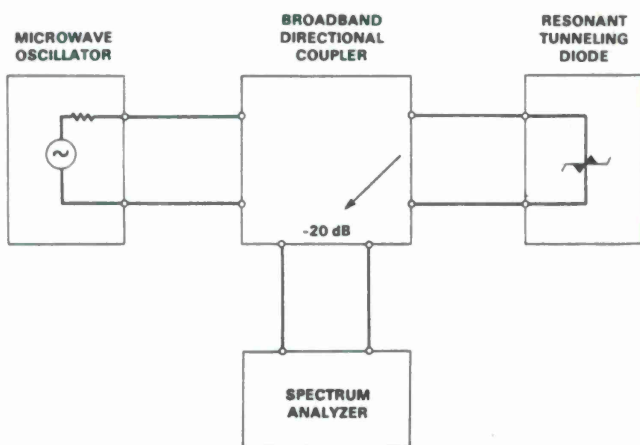 MICROWAVE
OSCILLATOR
BROADBAND
DIRECTIONAL
COUPLER
RESONANT
TUNNELING
DIODE
-20 dB
SPECTRUM
ANALYZER